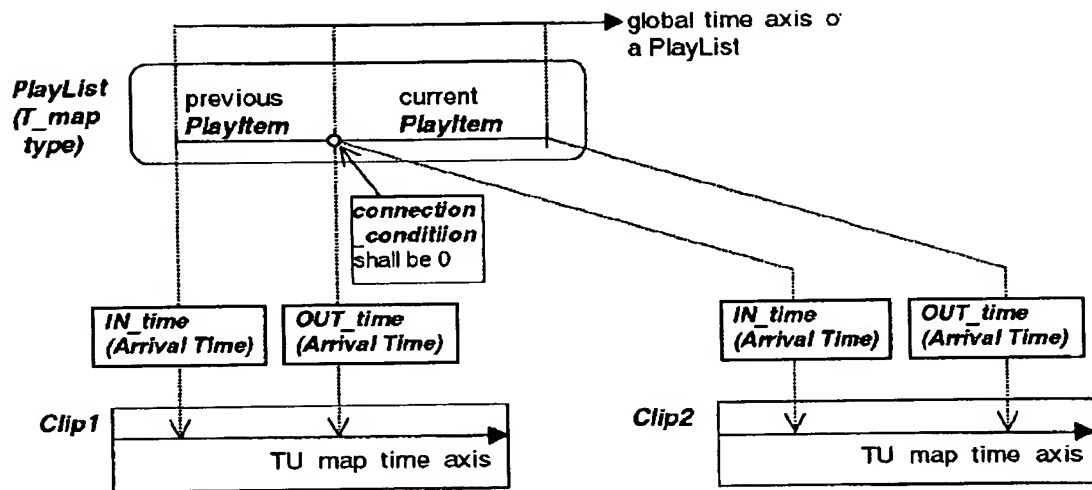 global time axis o
a PlayList
PlayList
(T_map
type)
previous
PlayItem
current
PlayItem
connection
_conditiion
shall be 0
IN_time
(Arrival Time)
OUT_time
(Arrival Time)
IN_time
(Arrival Time)
OUT_time
(Arrival Time)
Clip1
TU map time axis
Clip2
TU map time axis